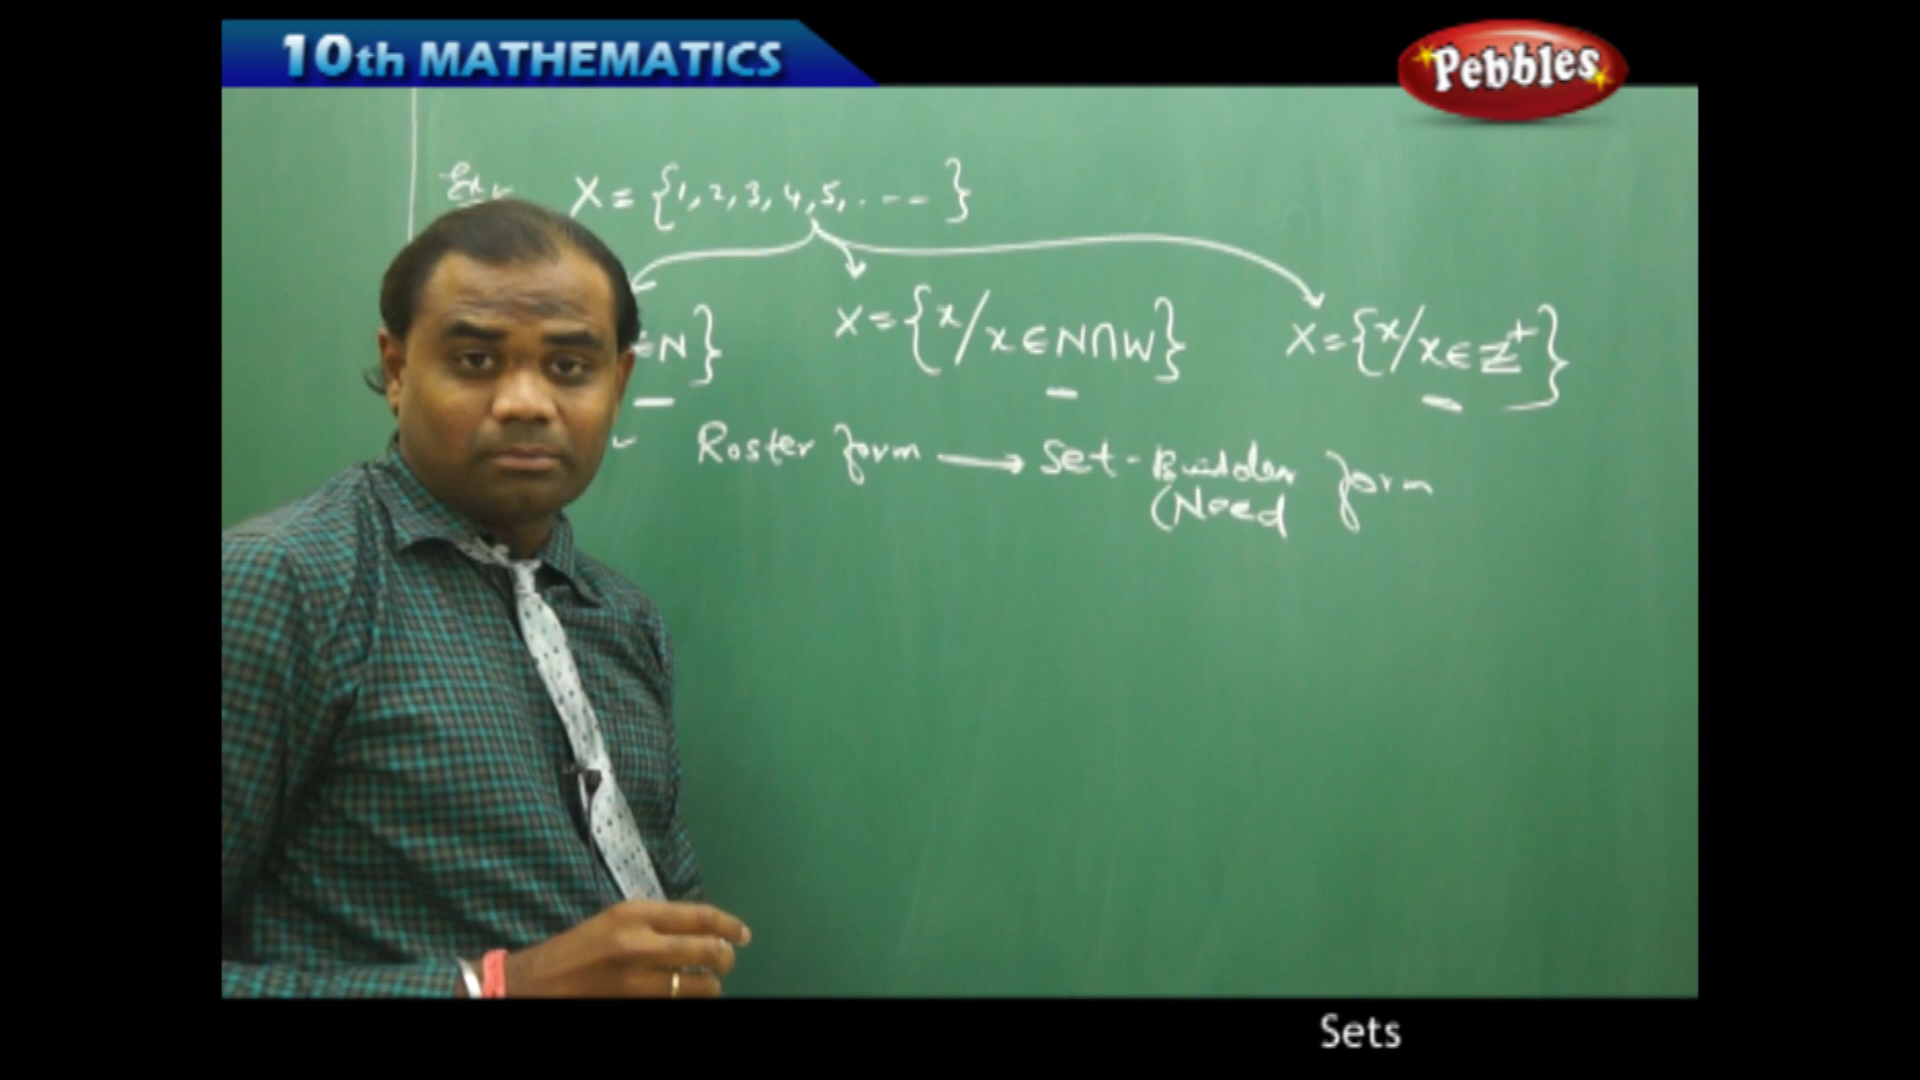 10th MATHEMATICS
Pebbles
Ex: X = {1, 2, 3, 4, 5, . - - }
∈N}
X = {x/x∈N∩W}
X = {x/x∈Z⁺}
Roster form → Set-Builder form
(Need
Sets